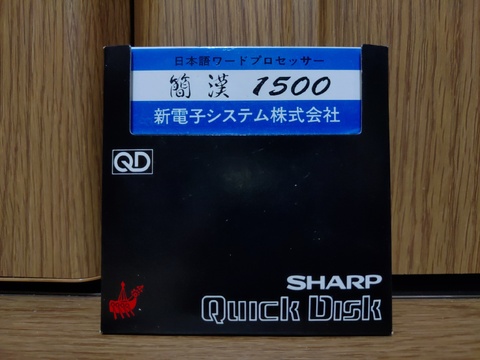 日本語ワードプロセッサー
簡漢 1500
新電子システム株式会社
QD
SHARP
Quick Disk